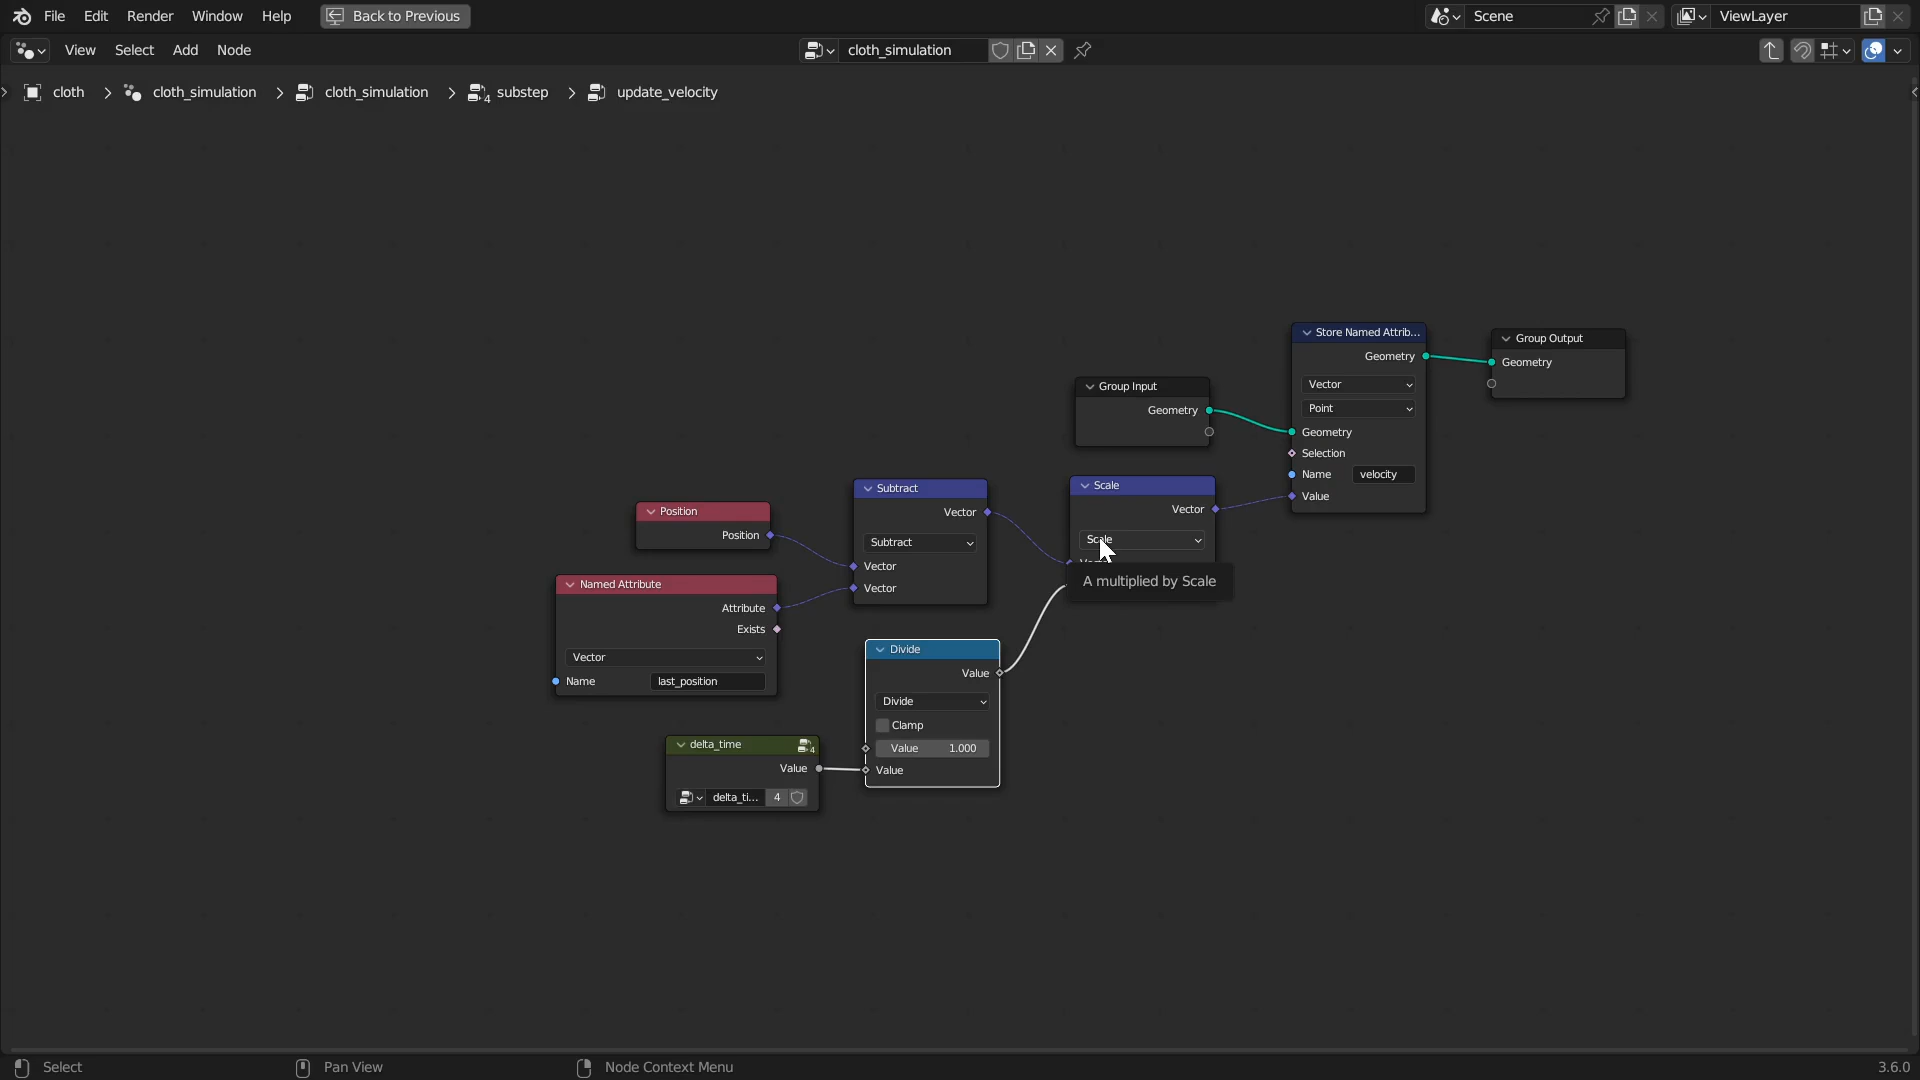 File Edit Render Window Help Back to Previous Scene ViewLayer
View Select Add Node cloth_simulation
cloth cloth_simulation cloth_simulation 4 substep update_velocity
Store Named Attrib...
Geometry
Vector
Point
Geometry
Selection
Name velocity
Value
Group Output
Geometry
Group Input
Geometry
Scale
Vector
Scale
A multiplied by Scale
Subtract
Vector
Subtract
Vector
Vector
Position
Position
Named Attribute
Attribute
Exists
Vector
Name last_position
Divide
Value
Divide
Clamp
Value 1.000
Value
delta_time 4
Value
delta_ti... 4
Select Pan View Node Context Menu 3.6.0